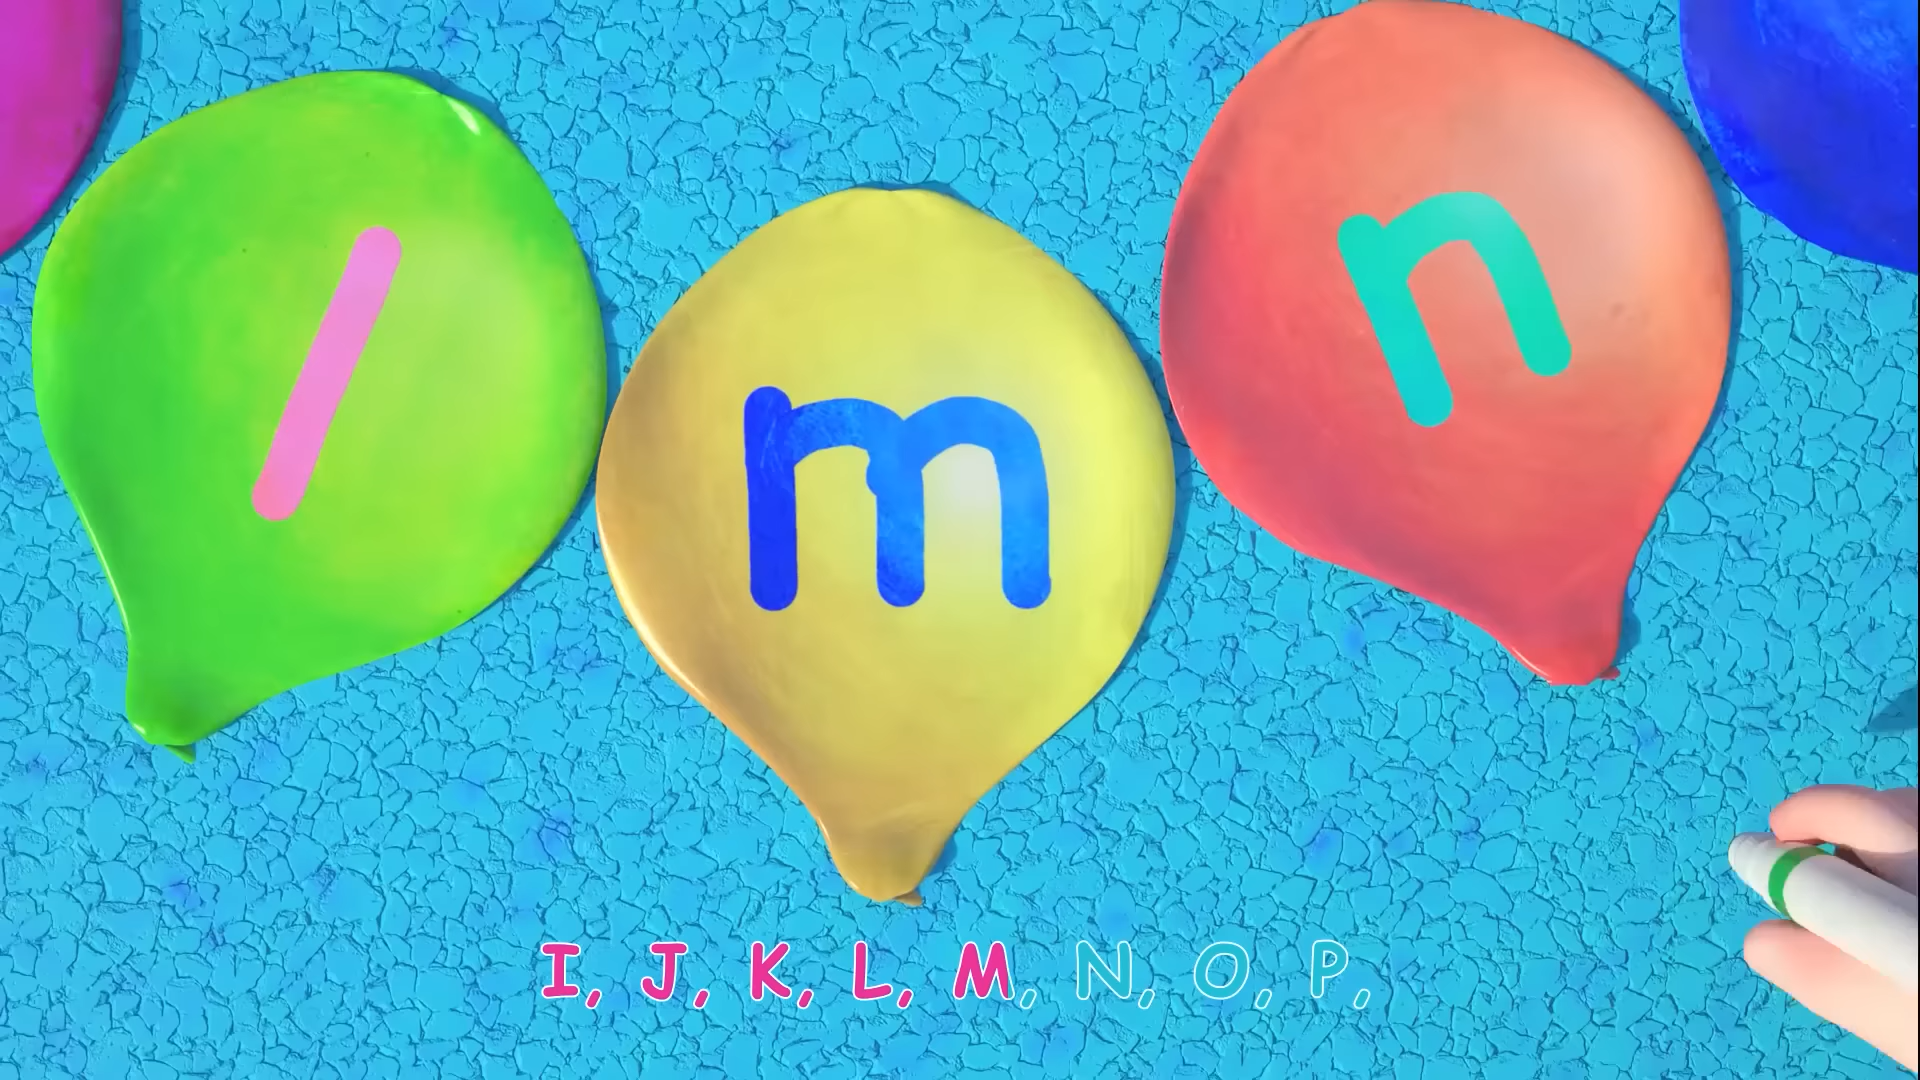 l m n
I, J, K, L, M, N, O, P,